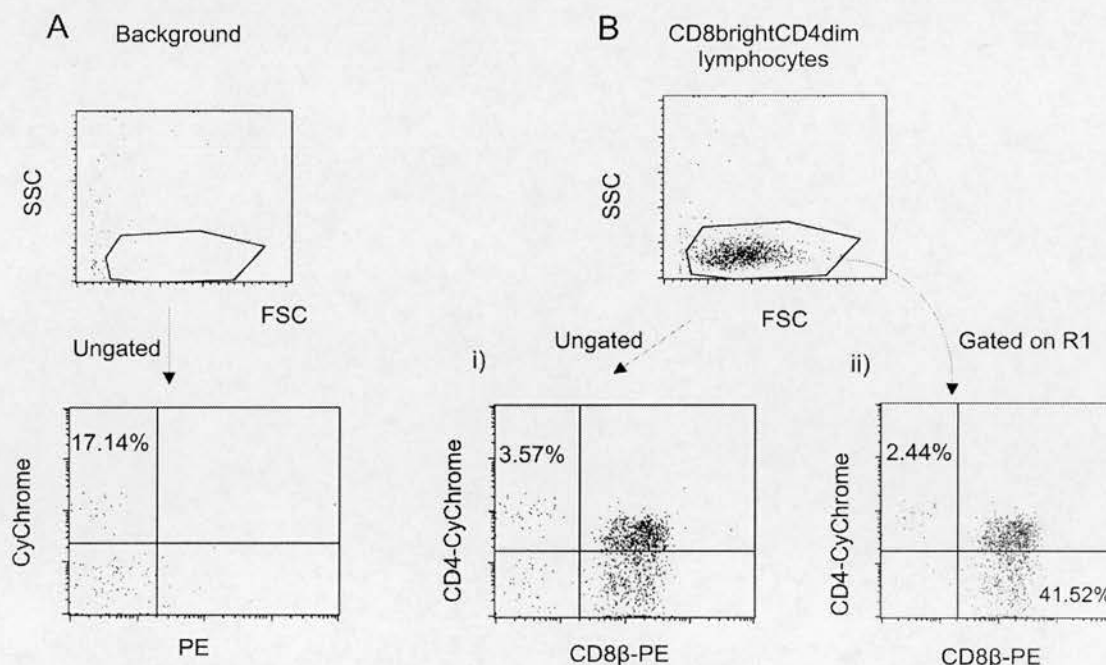 A
Background
SSC
FSC
Ungated
17.14%
CyChrome
PE
B
CD8brightCD4dim
lymphocytes
SSC
FSC
i)
Ungated
3.57%
CD4-CyChrome
CD8β-PE
Gated on R1
ii)
2.44%
41.52%
CD4-CyChrome
CD8β-PE